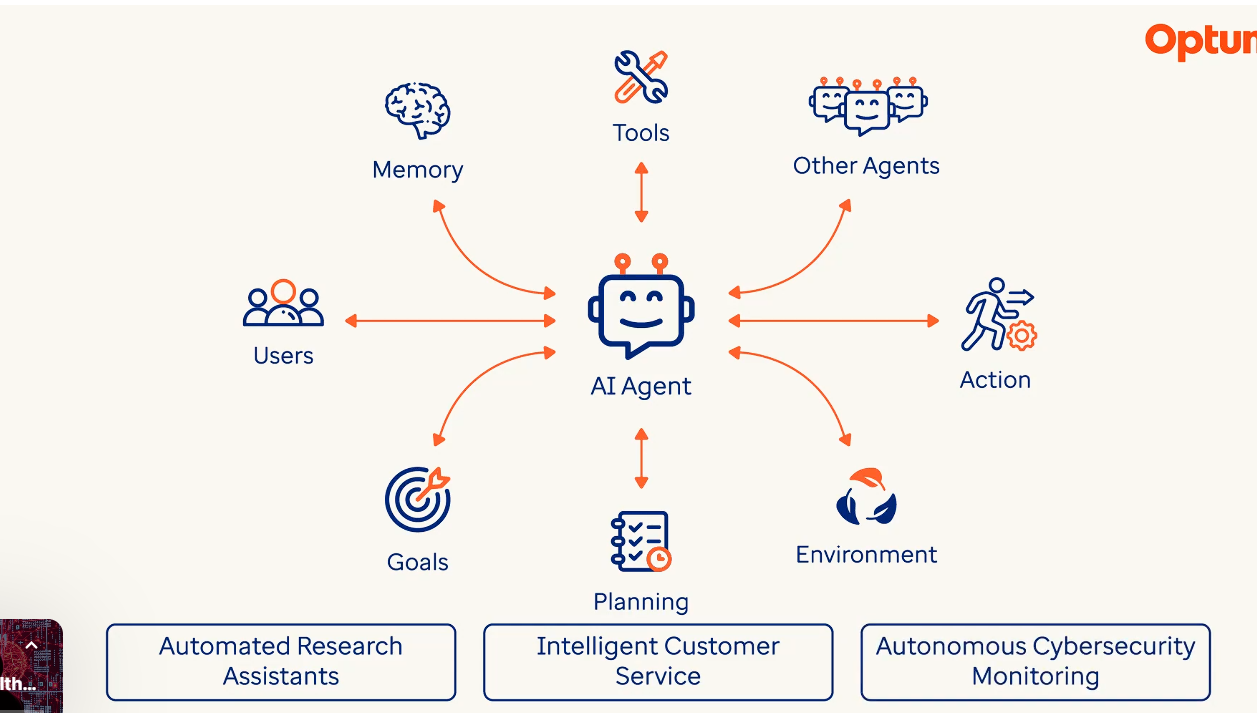 Optum
Tools
Memory
Other Agents
Users
AI Agent
Action
Goals
Planning
Environment
Automated Research
Assistants
Intelligent Customer
Service
Autonomous Cybersecurity
Monitoring
lth...